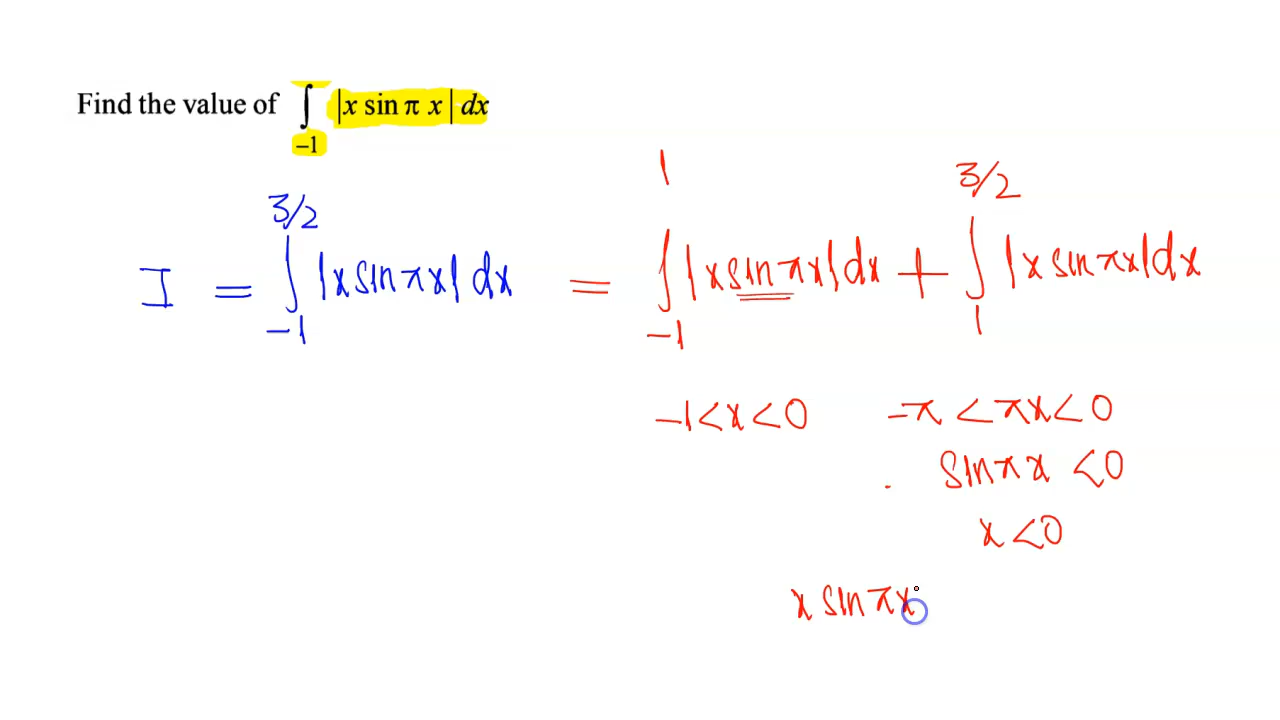 Find the value of ∫₋₁ |x sin π x| dx
I = ∫₋₁^{3/2} |x sin πx| dx = ∫₋₁^{1} |x sin πx| dx + ∫₁^{3/2} |x sin πx| dx
-1 < x < 0 -π < πx < 0
. sin πx < 0
x < 0
x sin πx